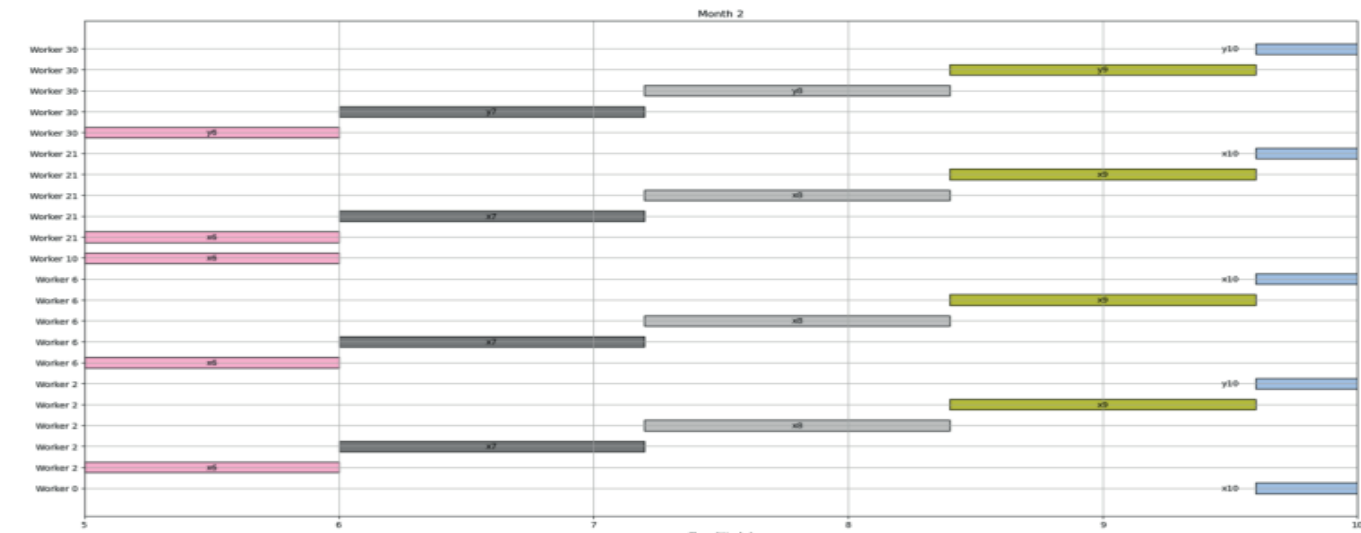 Month 2
Worker 30 y10
Worker 30 y9
Worker 30 y8
Worker 30 y7
Worker 30 y6
Worker 21 x10
Worker 21 x9
Worker 21 x8
Worker 21 x7
Worker 21 x6
Worker 10 x6
Worker 6 x10
Worker 6 x9
Worker 6 x8
Worker 6 x7
Worker 6 x6
Worker 2 y10
Worker 2 x9
Worker 2 x8
Worker 2 x7
Worker 2 x6
Worker 0 x10
5 6 7 8 9 10